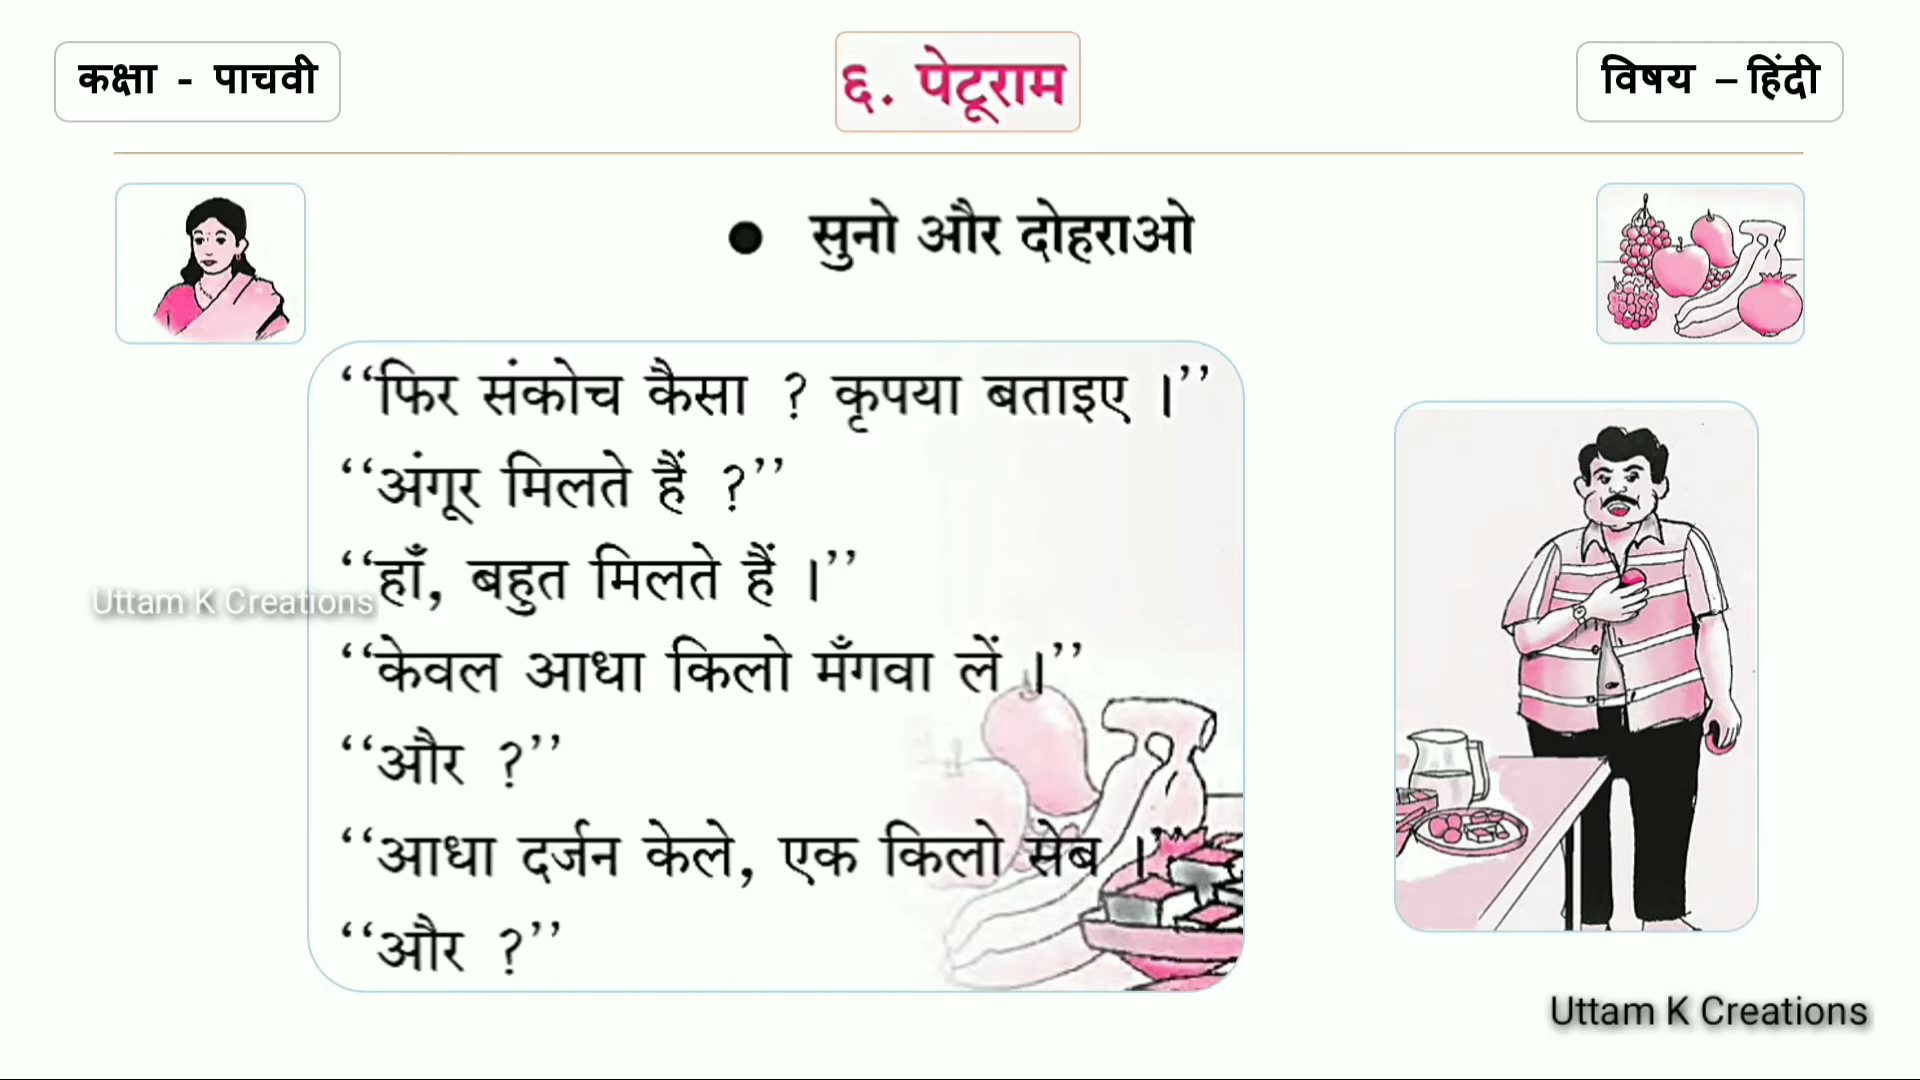 कक्षा - पाचवी
६. पेटूराम
विषय – हिंदी
● सुनो और दोहराओ
‘‘फिर संकोच कैसा ? कृपया बताइए ।’’
‘‘अंगूर मिलते हैं ?’’
‘‘हाँ, बहुत मिलते हैं ।’’
‘‘केवल आधा किलो मँगवा लें ।’’
‘‘और ?’’
‘‘आधा दर्जन केले, एक किलो सेब ।’’
‘‘और ?’’
Uttam K Creations
Uttam K Creations